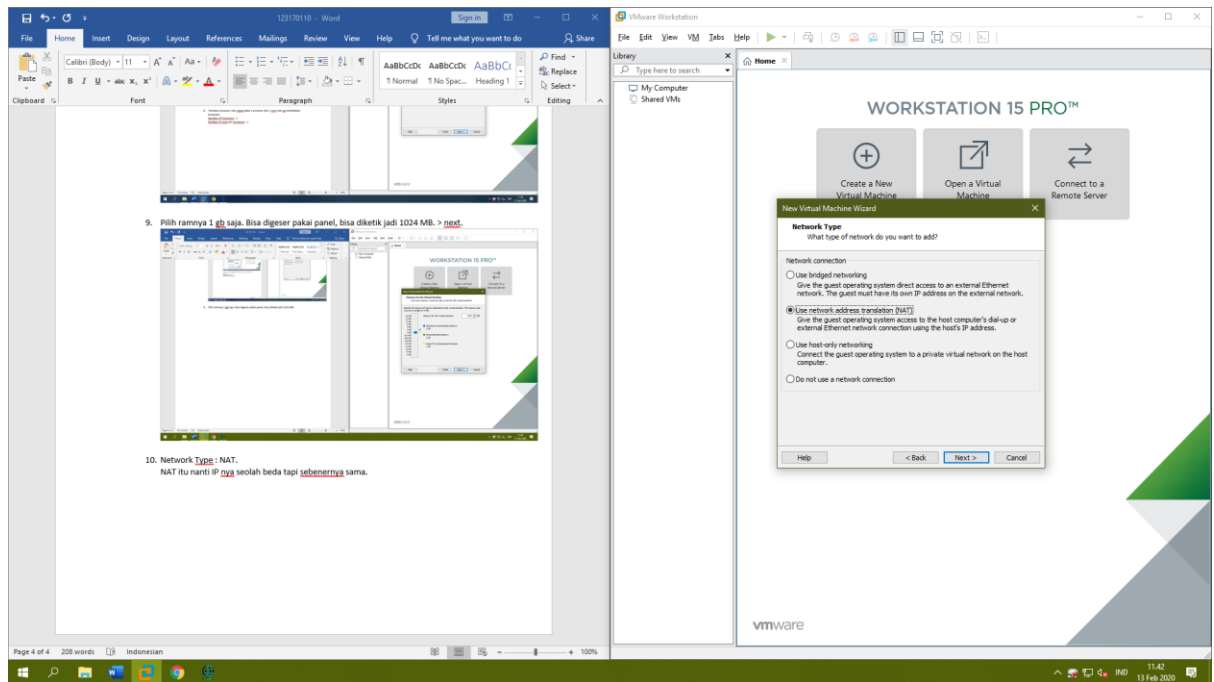 123170110 - Word
Sign in
File Home Insert Design Layout References Mailings Review View Help Tell me what you want to do Share
Paste
Calibri (Body) 11
Find
Replace
Select
AaBbCcDc AaBbCcDc AaBbCc
¶ Normal ¶ No Spac... Heading 1
Clipboard Font Paragraph Styles Editing
9. Pilih ramnya 1 gb saja. Bisa digeser pakai panel, bisa diketik jadi 1024 MB. > next.
10. Network Type : NAT.
NAT itu nanti IP nya seolah beda tapi sebenernya sama.
Page 4 of 4 208 words Indonesian 100%
VMware Workstation
File Edit View VM Tabs Help
Library
Type here to search
My Computer
Shared VMs
Home
WORKSTATION 15 PRO™
Create a New
Virtual Machine
Open a Virtual
Machine
Connect to a
Remote Server
New Virtual Machine Wizard
Network Type
What type of network do you want to add?
Network connection
Use bridged networking
Give the guest operating system direct access to an external Ethernet
network. The guest must have its own IP address on the external network.
Use network address translation (NAT)
Give the guest operating system access to the host computer's dial-up or
external Ethernet network connection using the host's IP address.
Use host-only networking
Connect the guest operating system to a private virtual network on the host
computer.
Do not use a network connection
Help < Back Next > Cancel
vmware
IND
11.42
13 Feb 2020